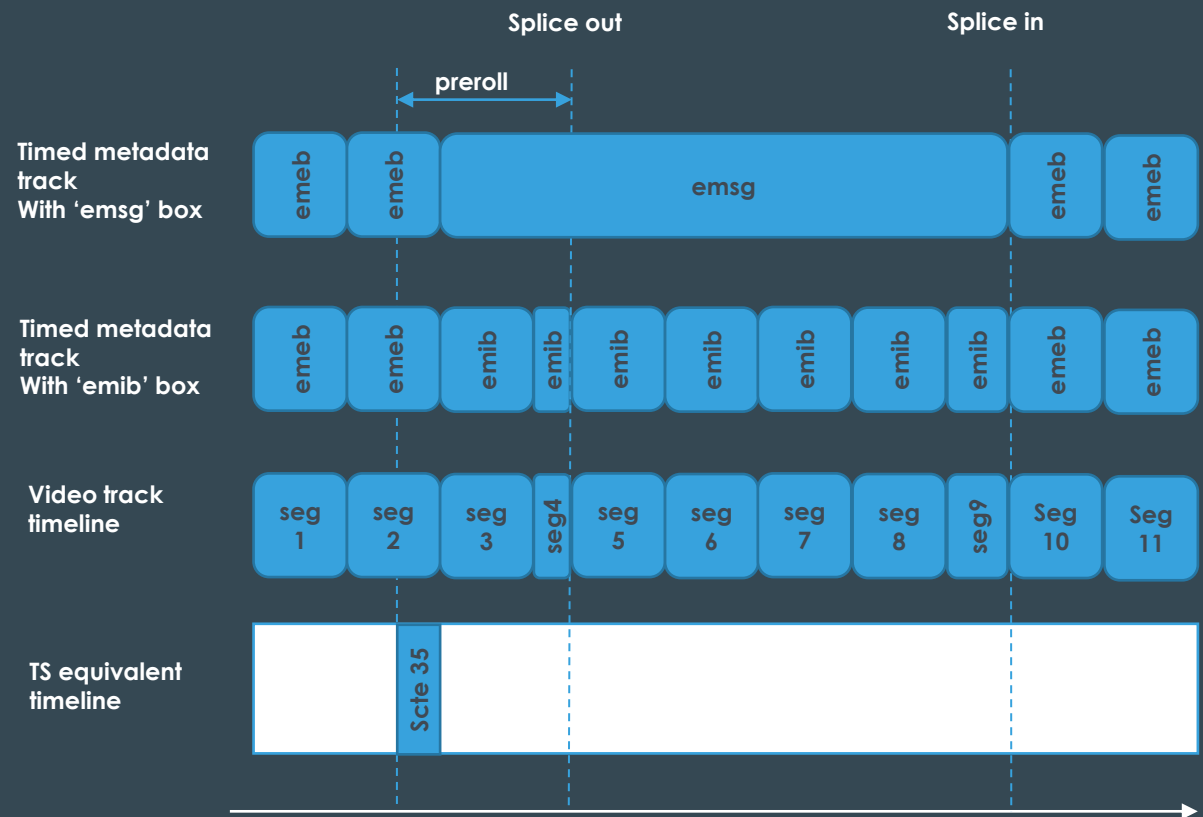 Splice out
Splice in
preroll
Timed metadata
track
With ‘emsg’ box
emeb
emeb
emsg
emeb
emeb
Timed metadata
track
With ‘emib’ box
emeb
emeb
emib
emib
emib
emib
emib
emib
emib
emeb
emeb
Video track
timeline
seg
1
seg
2
seg
3
seg4
seg
5
seg
6
seg
7
seg
8
seg9
Seg
10
Seg
11
TS equivalent
timeline
Scte 35